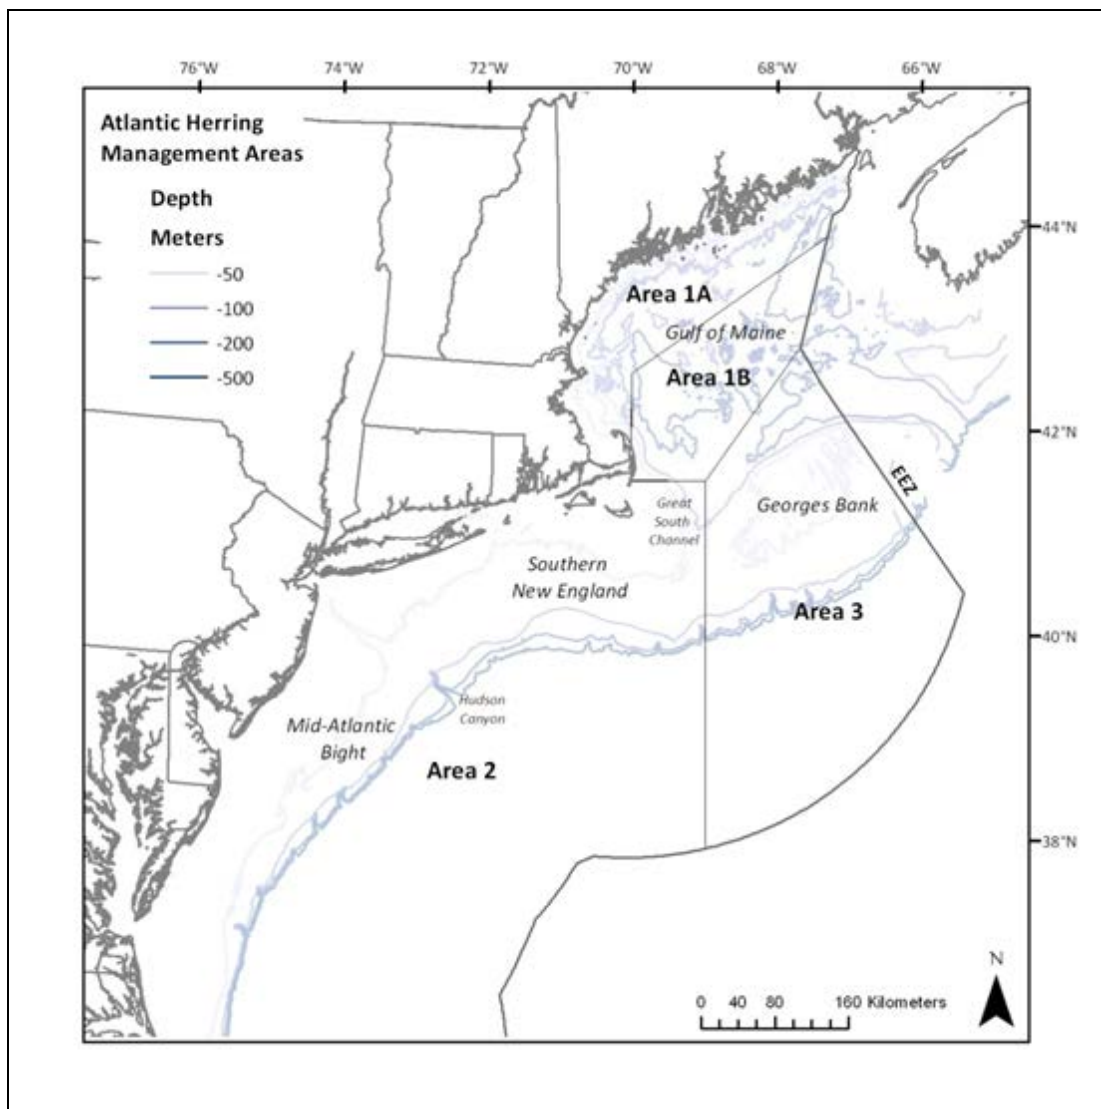 76°W 74°W 72°W 70°W 68°W 66°W
Atlantic Herring
Management Areas
Depth
Meters
-50
-100
-200
-500
44°N
Area 1A
Gulf of Maine
Area 1B
42°N
EEZ
Great
South
Channel
Georges Bank
Southern
New England
Area 3
40°N
Hudson
Canyon
Mid-Atlantic
Bight
Area 2
38°N
N
0 40 80 160 Kilometers